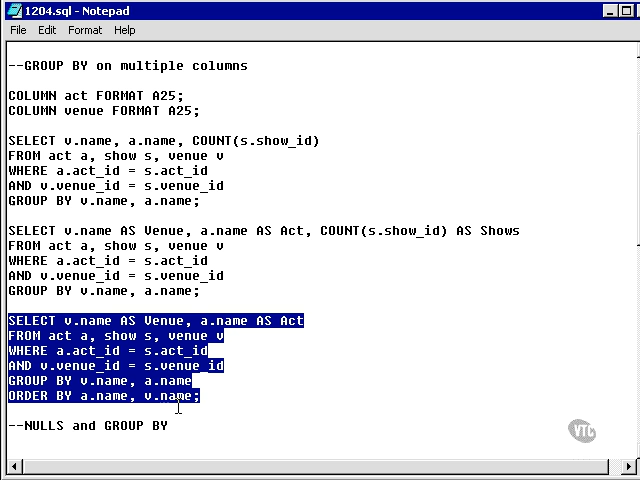 1204.sql - Notepad
File Edit Format Help
--GROUP BY on multiple columns
COLUMN act FORMAT A25;
COLUMN venue FORMAT A25;
SELECT v.name, a.name, COUNT(s.show_id)
FROM act a, show s, venue v
WHERE a.act_id = s.act_id
AND v.venue_id = s.venue_id
GROUP BY v.name, a.name;
SELECT v.name AS Venue, a.name AS Act, COUNT(s.show_id) AS Shows
FROM act a, show s, venue v
WHERE a.act_id = s.act_id
AND v.venue_id = s.venue_id
GROUP BY v.name, a.name;
SELECT v.name AS Venue, a.name AS Act
FROM act a, show s, venue v
WHERE a.act_id = s.act_id
AND v.venue_id = s.venue_id
GROUP BY v.name, a.name
ORDER BY a.name, v.name;
--NULLS and GROUP BY
VTC